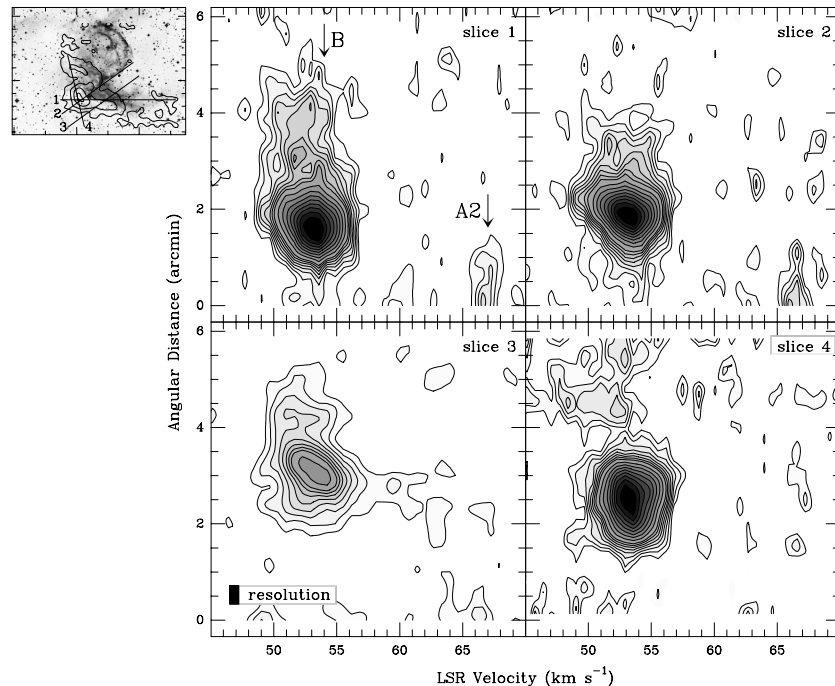 1
2
3 4
slice 1
B
A2
slice 2
6
4
2
0
slice 3
resolution
6
4
2
0
slice 4
50 55 60 65
50 55 60 65
Angular Distance (arcmin)
LSR Velocity (km s⁻¹)